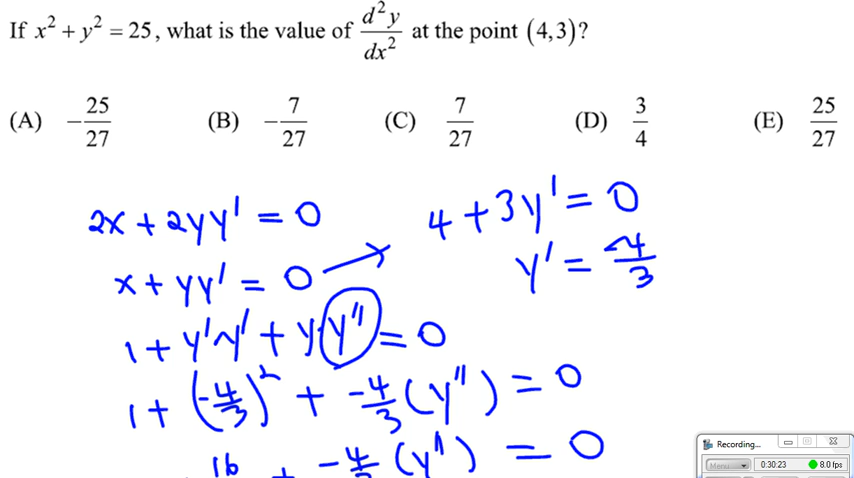 If x² + y² = 25, what is the value of d²y/dx² at the point (4,3)?
(A) -25/27 (B) -7/27 (C) 7/27 (D) 3/4 (E) 25/27
2x + 2yy' = 0
4 + 3y' = 0
x + yy' = 0
y' = -4/3
1 + y'y' + yy'' = 0
1 + (-4/3)² + -4/3 (y'') = 0
16 + -4/3 (y'') = 0
Recording...
Menu 0:30:23 8.0 fps